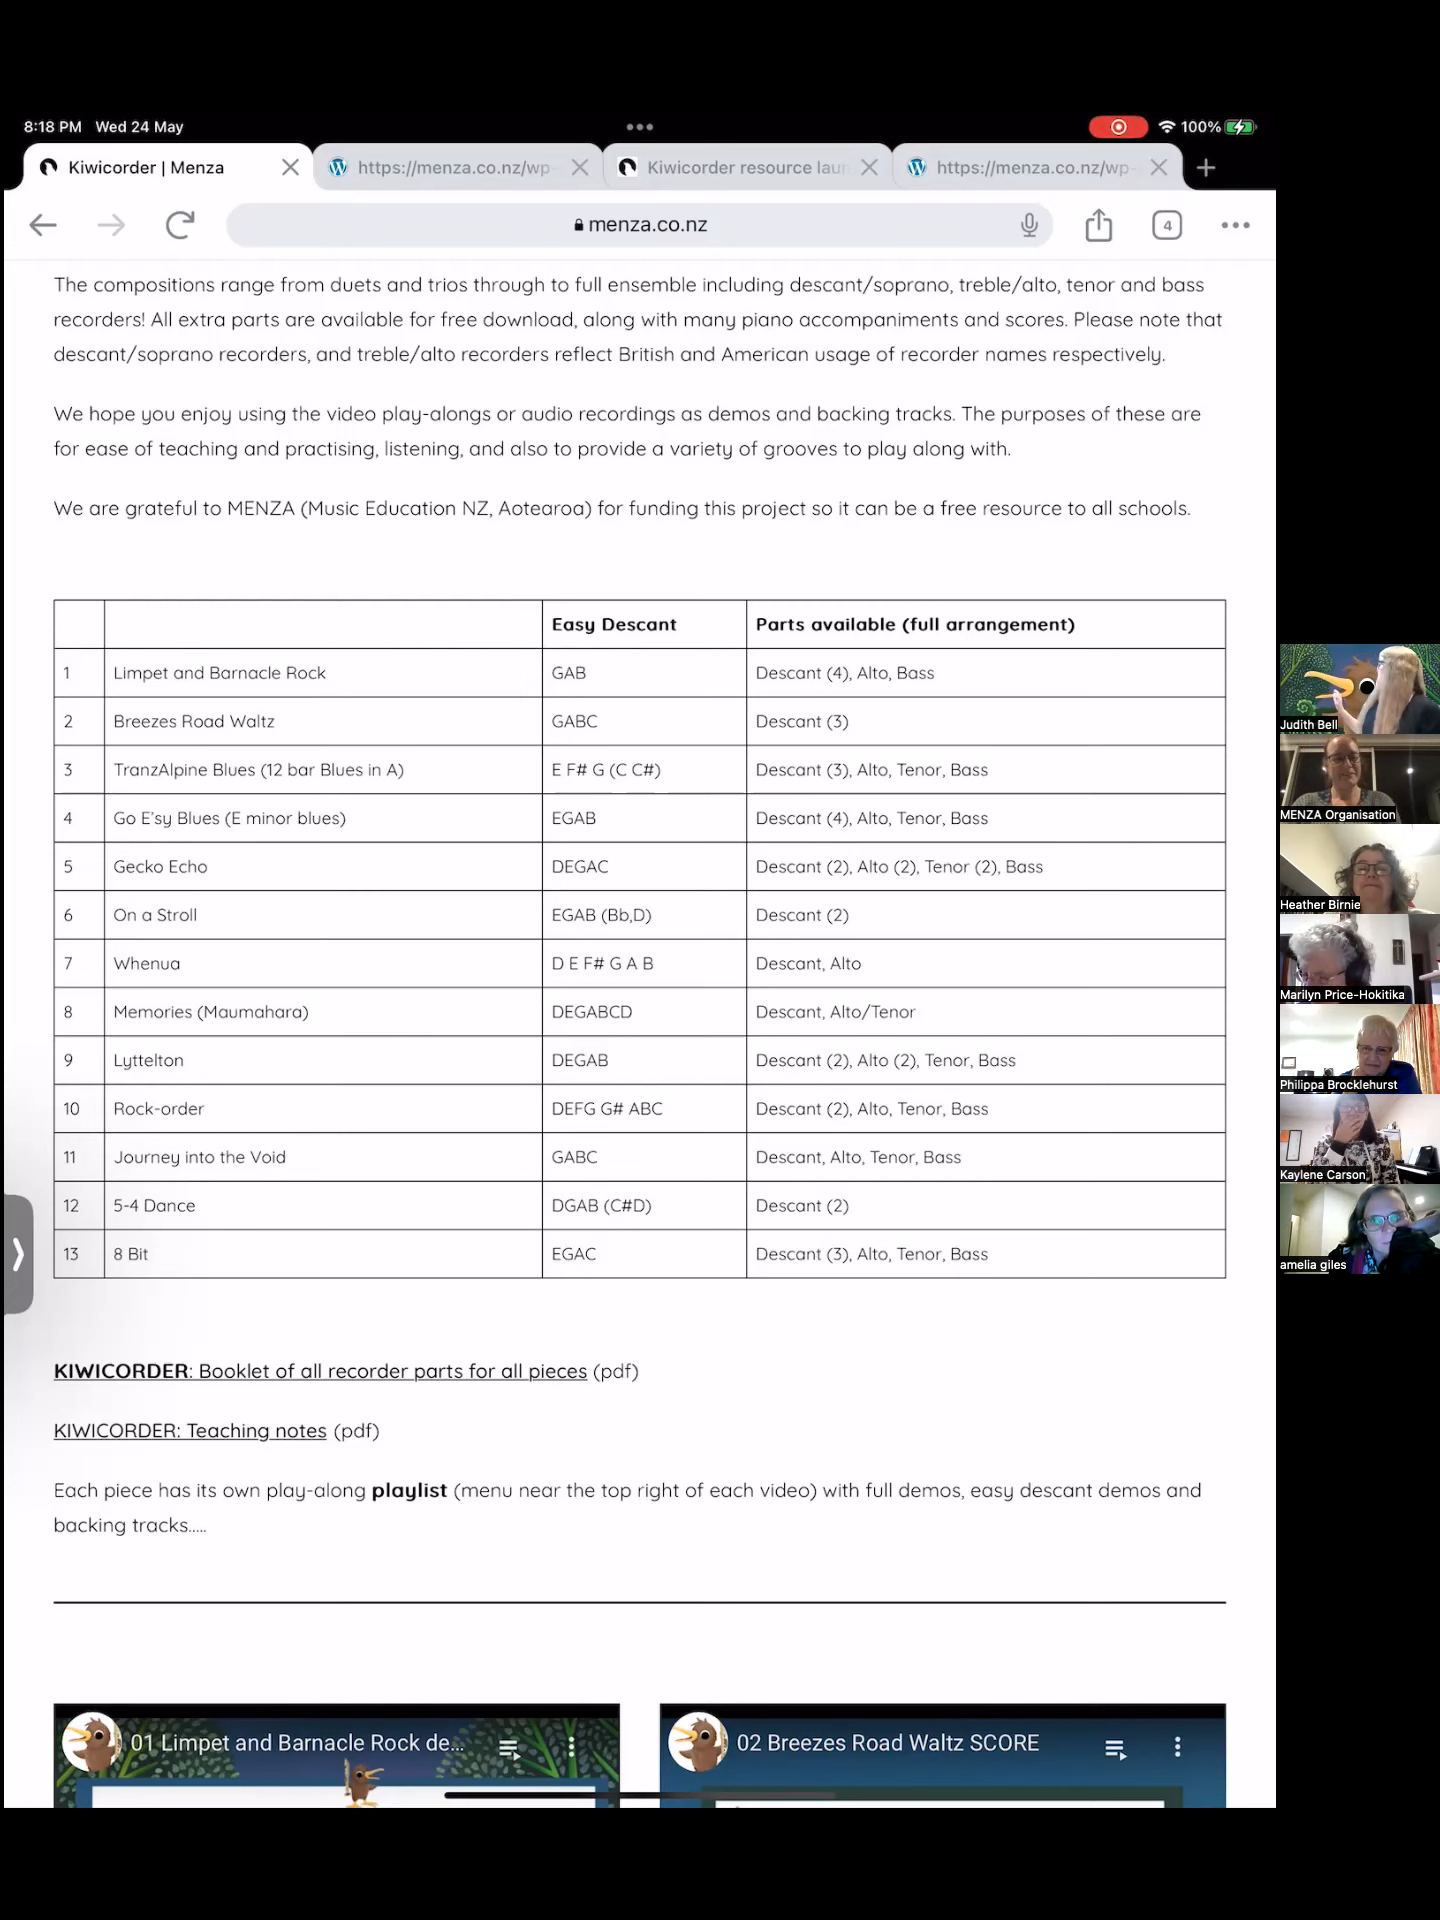 8:18 PM Wed 24 May
100%
Kiwicorder | Menza
https://menza.co.nz/wp-
Kiwicorder resource laun
https://menza.co.nz/wp-
menza.co.nz
4
The compositions range from duets and trios through to full ensemble including descant/soprano, treble/alto, tenor and bass
recorders! All extra parts are available for free download, along with many piano accompaniments and scores. Please note that
descant/soprano recorders, and treble/alto recorders reflect British and American usage of recorder names respectively.
We hope you enjoy using the video play-alongs or audio recordings as demos and backing tracks. The purposes of these are
for ease of teaching and practising, listening, and also to provide a variety of grooves to play along with.
We are grateful to MENZA (Music Education NZ, Aotearoa) for funding this project so it can be a free resource to all schools.
Easy Descant Parts available (full arrangement)
1 Limpet and Barnacle Rock GAB Descant (4), Alto, Bass
2 Breezes Road Waltz GABC Descant (3)
3 TranzAlpine Blues (12 bar Blues in A) E F# G (C C#) Descant (3), Alto, Tenor, Bass
4 Go E'sy Blues (E minor blues) EGAB Descant (4), Alto, Tenor, Bass
5 Gecko Echo DEGAC Descant (2), Alto (2), Tenor (2), Bass
6 On a Stroll EGAB (Bb,D) Descant (2)
7 Whenua D E F# G A B Descant, Alto
8 Memories (Maumahara) DEGABCD Descant, Alto/Tenor
9 Lyttelton DEGAB Descant (2), Alto (2), Tenor, Bass
10 Rock-order DEFG G# ABC Descant (2), Alto, Tenor, Bass
11 Journey into the Void GABC Descant, Alto, Tenor, Bass
12 5-4 Dance DGAB (C#D) Descant (2)
13 8 Bit EGAC Descant (3), Alto, Tenor, Bass
KIWICORDER: Booklet of all recorder parts for all pieces (pdf)
KIWICORDER: Teaching notes (pdf)
Each piece has its own play-along playlist (menu near the top right of each video) with full demos, easy descant demos and
backing tracks.....
01 Limpet and Barnacle Rock de...
02 Breezes Road Waltz SCORE
Judith Bell
MENZA Organisation
Heather Birnie
Marilyn Price-Hokitika
Philippa Brocklehurst
Kaylene Carson
amelia giles